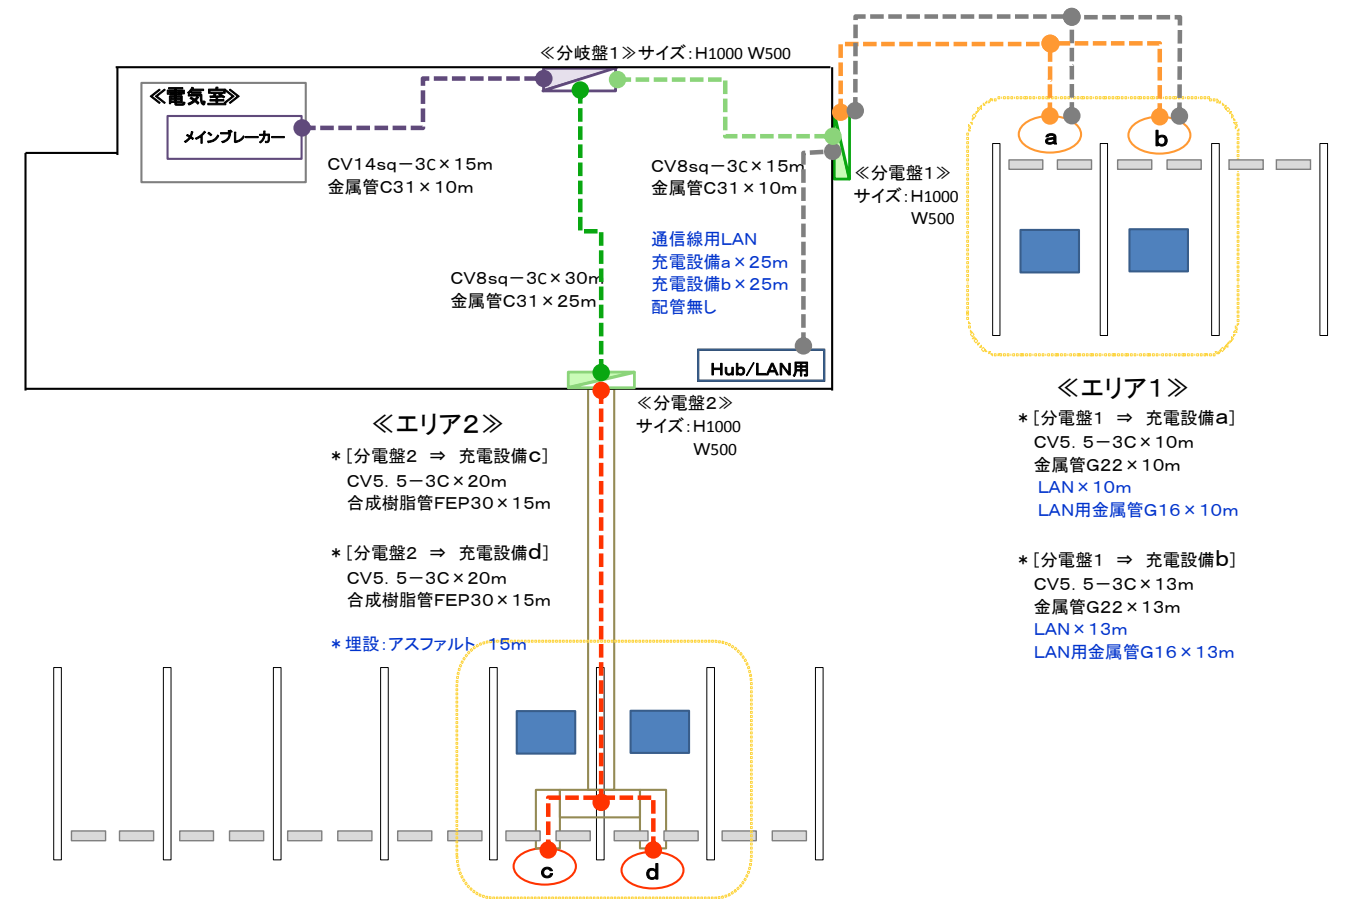 ≪分岐盤1≫サイズ:H1000 W500
≪電気室≫
メインブレーカー
CV14sq－3C×15m
金属管C31×10m
CV8sq－3C×15m
金属管C31×10m
≪分電盤1≫
サイズ:H1000
W500
通信線用LAN
充電設備a×25m
充電設備b×25m
配管無し
CV8sq－3C×30m
金属管C31×25m
Hub/LAN用
≪分電盤2≫
サイズ:H1000
W500
a
b
≪エリア1≫
＊[分電盤1 ⇒ 充電設備a]
CV5．5－3C×10m
金属管G22×10m
LAN×10m
LAN用金属管G16×10m
＊[分電盤1 ⇒ 充電設備b]
CV5．5－3C×13m
金属管G22×13m
LAN×13m
LAN用金属管G16×13m
≪エリア2≫
＊[分電盤2 ⇒ 充電設備c]
CV5．5－3C×20m
合成樹脂管FEP30×15m
＊[分電盤2 ⇒ 充電設備d]
CV5．5－3C×20m
合成樹脂管FEP30×15m
＊埋設:アスファルト 15m
c
d